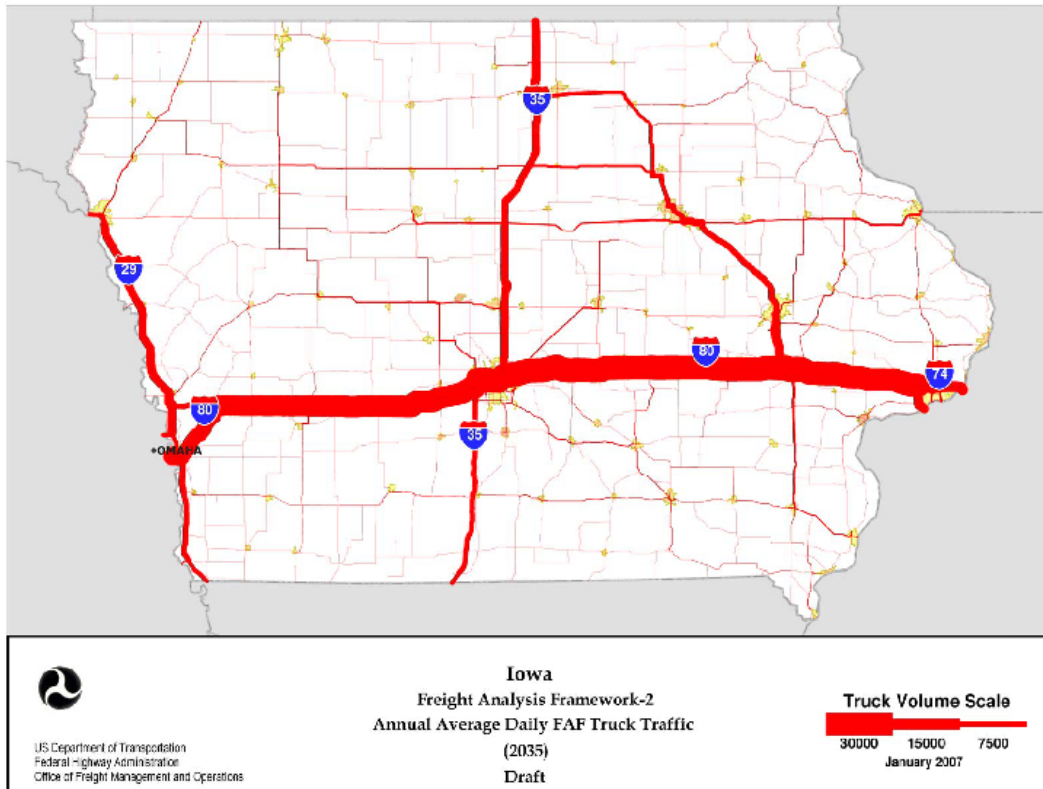 35
29
80
74
80
35
•OMAHA
Iowa
Freight Analysis Framework-2
Annual Average Daily FAF Truck Traffic
(2035)
Draft
US Department of Transportation
Federal Highway Administration
Office of Freight Management and Operations
Truck Volume Scale
30000 15000 7500
January 2007